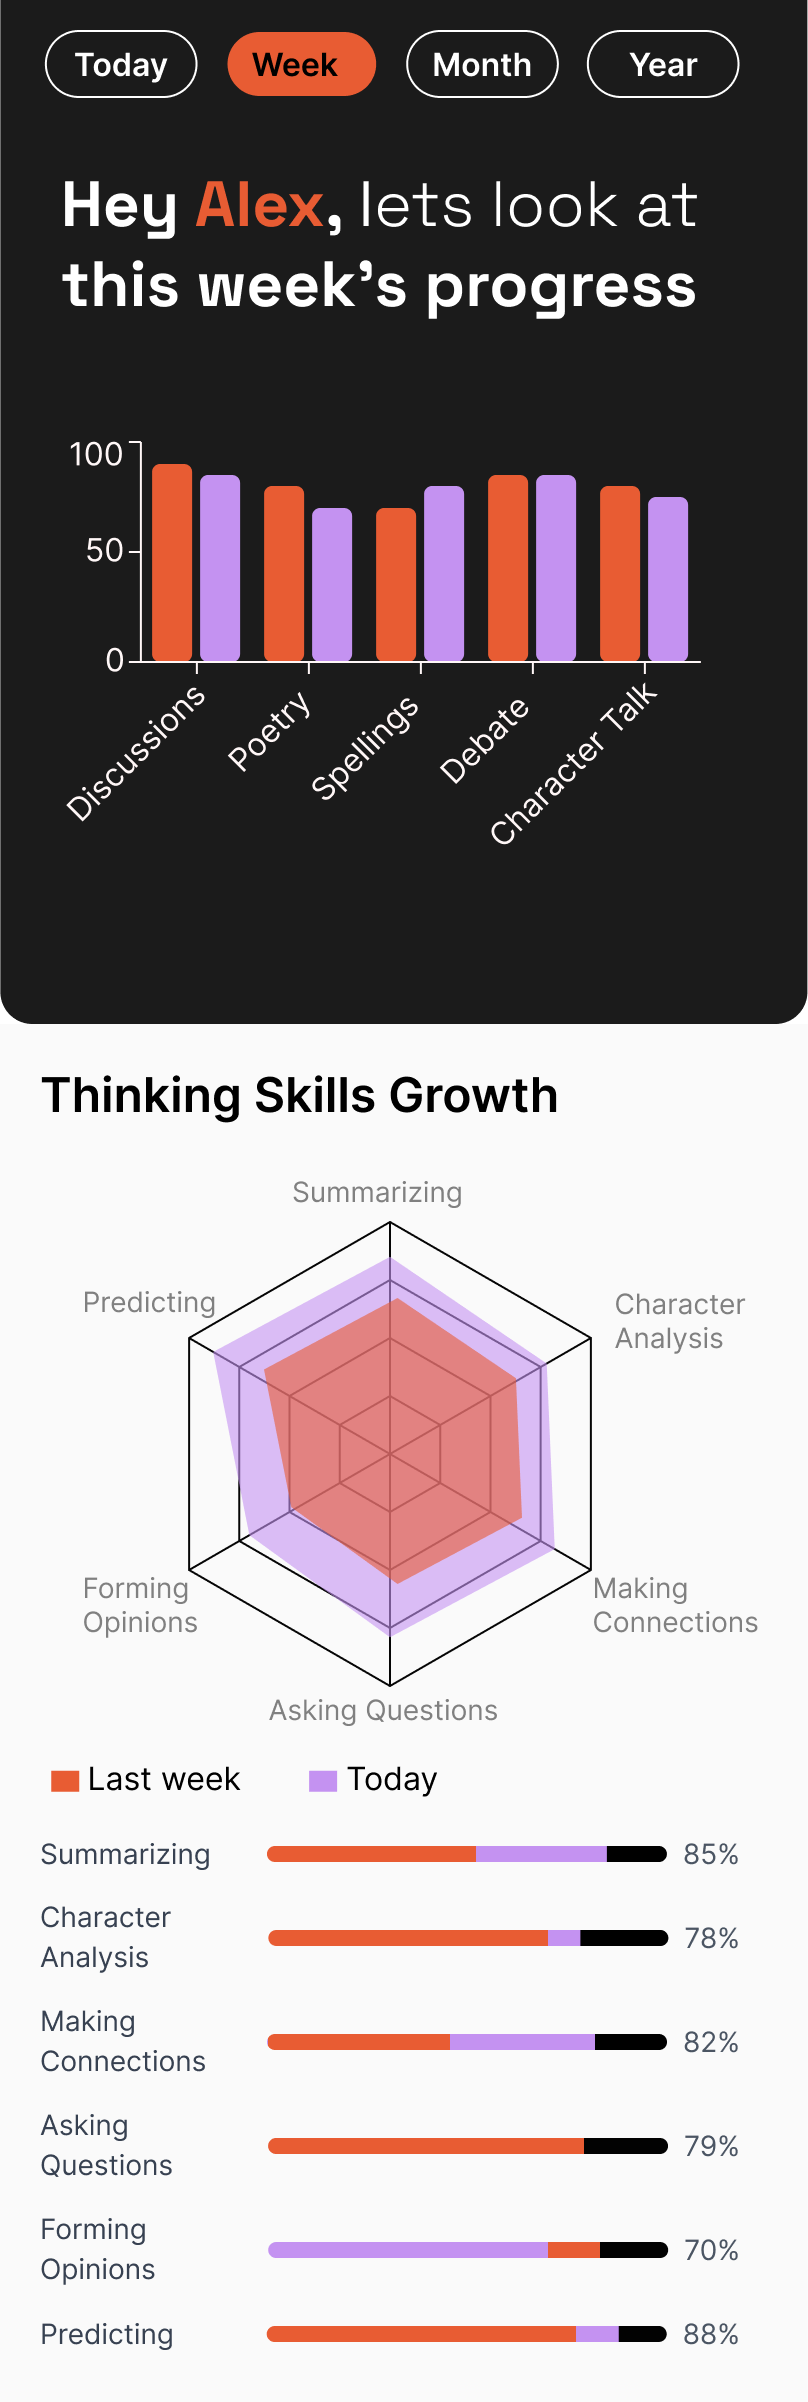 Today Week Month Year
Hey Alex, lets look at
this week’s progress
100
50
0
Discussions
Poetry
Spellings
Debate
Character Talk
Thinking Skills Growth
Summarizing
Predicting
Character
Analysis
Forming
Opinions
Making
Connections
Asking Questions
Last week Today
Summarizing 85%
Character
Analysis
78%
Making
Connections
82%
Asking
Questions
79%
Forming
Opinions
70%
Predicting 88%